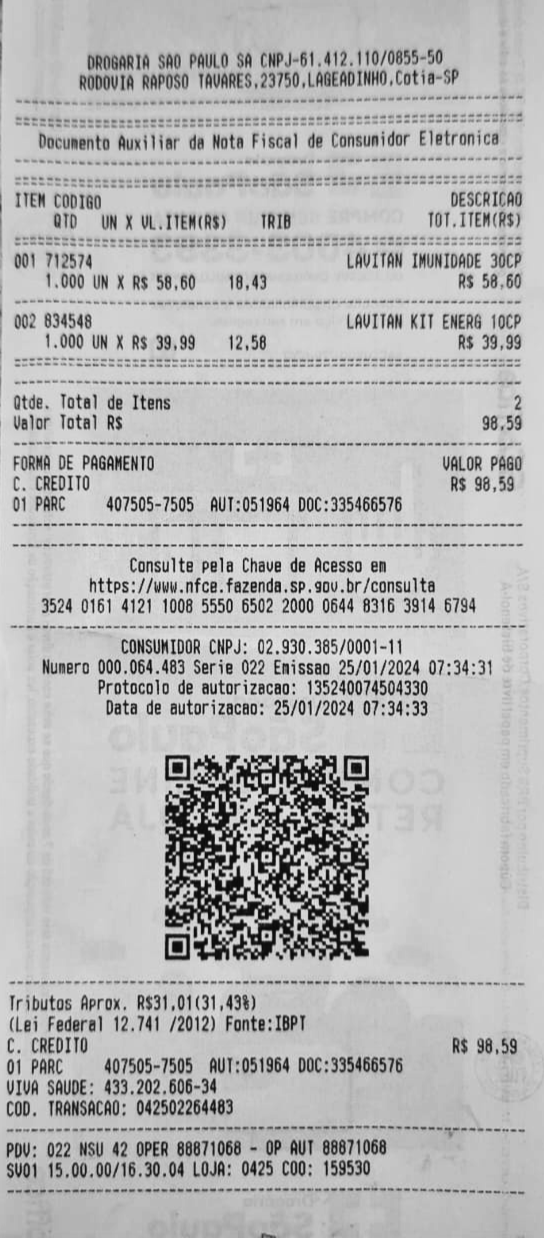 DROGARIA SAO PAULO SA CNPJ-61.412.110/0855-50
RODOVIA RAPOSO TAVARES,23750,LAGEADINHO,Cotia-SP
Documento Auxiliar da Nota Fiscal de Consumidor Eletronica
ITEM CODIGO DESCRICAO
QTD UN X VL.ITEM(R$) TRIB TOT.ITEM(R$)
001 712574 LAVITAN IMUNIDADE 30CP
1.000 UN X R$ 58,60 18,43 R$ 58,60
002 834548 LAVITAN KIT ENERG 10CP
1.000 UN X R$ 39,99 12,58 R$ 39,99
Qtde. Total de Itens 2
Valor Total R$ 98,59
FORMA DE PAGAMENTO VALOR PAGO
C. CREDITO R$ 98,59
01 PARC 407505-7505 AUT:051964 DOC:335466576
Consulte pela Chave de Acesso em
https://www.nfce.fazenda.sp.gov.br/consulta
3524 0161 4121 1008 5550 6502 2000 0644 8316 3914 6794
CONSUMIDOR CNPJ: 02.930.385/0001-11
Numero 000.064.483 Serie 022 Emissao 25/01/2024 07:34:31
Protocolo de autorizacao: 135240074504330
Data de autorizacao: 25/01/2024 07:34:33
Tributos Aprox. R$31,01(31,43%)
(Lei Federal 12.741 /2012) Fonte:IBPT
C. CREDITO R$ 98,59
01 PARC 407505-7505 AUT:051964 DOC:335466576
VIVA SAUDE: 433.202.606-34
COD. TRANSACAO: 042502264483
PDV: 022 NSU 42 OPER 88871068 - OP AUT 88871068
SV01 15.00.00/16.30.04 LOJA: 0425 COO: 159530